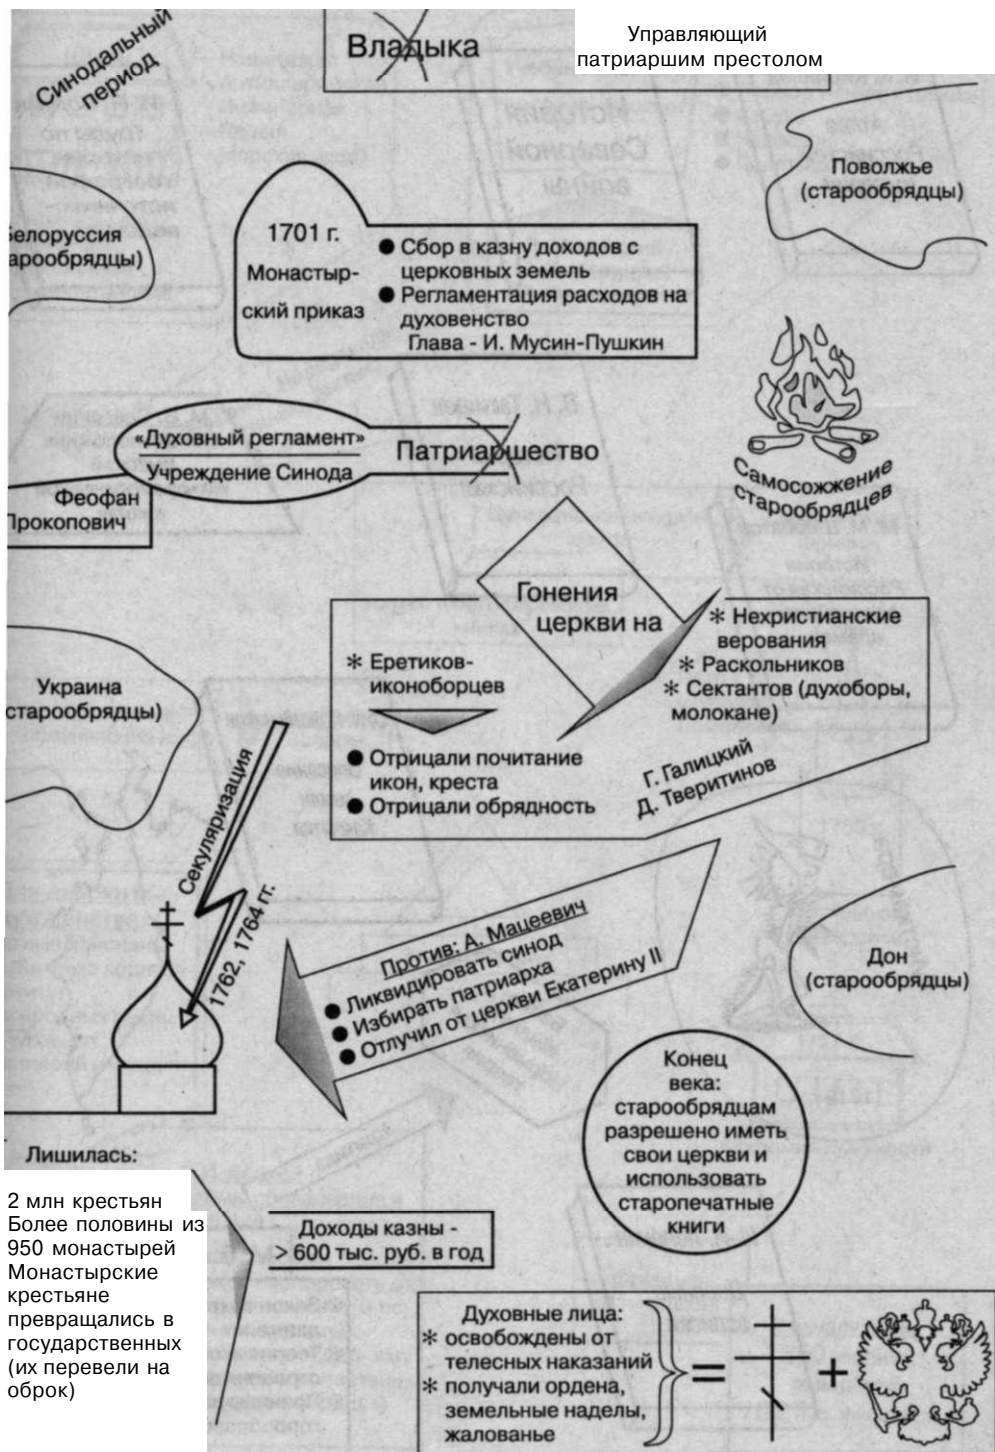 Синодальный
период
Владыка
Управляющий
патриаршим престолом
Поволжье
(старообрядцы)
Белоруссия
арообрядцы)
1701 г.
Монастыр-
ский приказ
● Сбор в казну доходов с
церковных земель
● Регламентация расходов на
духовенство
Глава - И. Мусин-Пушкин
«Духовный регламент»
Учреждение Синода
Патриаршество
Феофан
Прокопович
Самосожжение
старообрядцев
Гонения
церкви на
* Еретиков-
иконоборцев
● Отрицали почитание
икон, креста
● Отрицали обрядность
* Нехристианские
верования
* Раскольников
* Сектантов (духоборы,
молокане)
Г. Галицкий
Д. Тверитинов
Украина
(старообрядцы)
Секуляризация
1762, 1764 гг.
Против: А. Мацеевич
● Ликвидировать синод
● Избирать патриарха
● Отлучил от церкви Екатерину II
Дон
(старообрядцы)
Конец
века:
старообрядцам
разрешено иметь
свои церкви и
использовать
старопечатные
книги
Лишилась:
2 млн крестьян
Более половины из
950 монастырей
Монастырские
крестьяне
превращались в
государственных
(их перевели на
оброк)
Доходы казны -
> 600 тыс. руб. в год
Духовные лица:
* освобождены от
телесных наказаний
* получали ордена,
земельные наделы,
жалованье
=
+